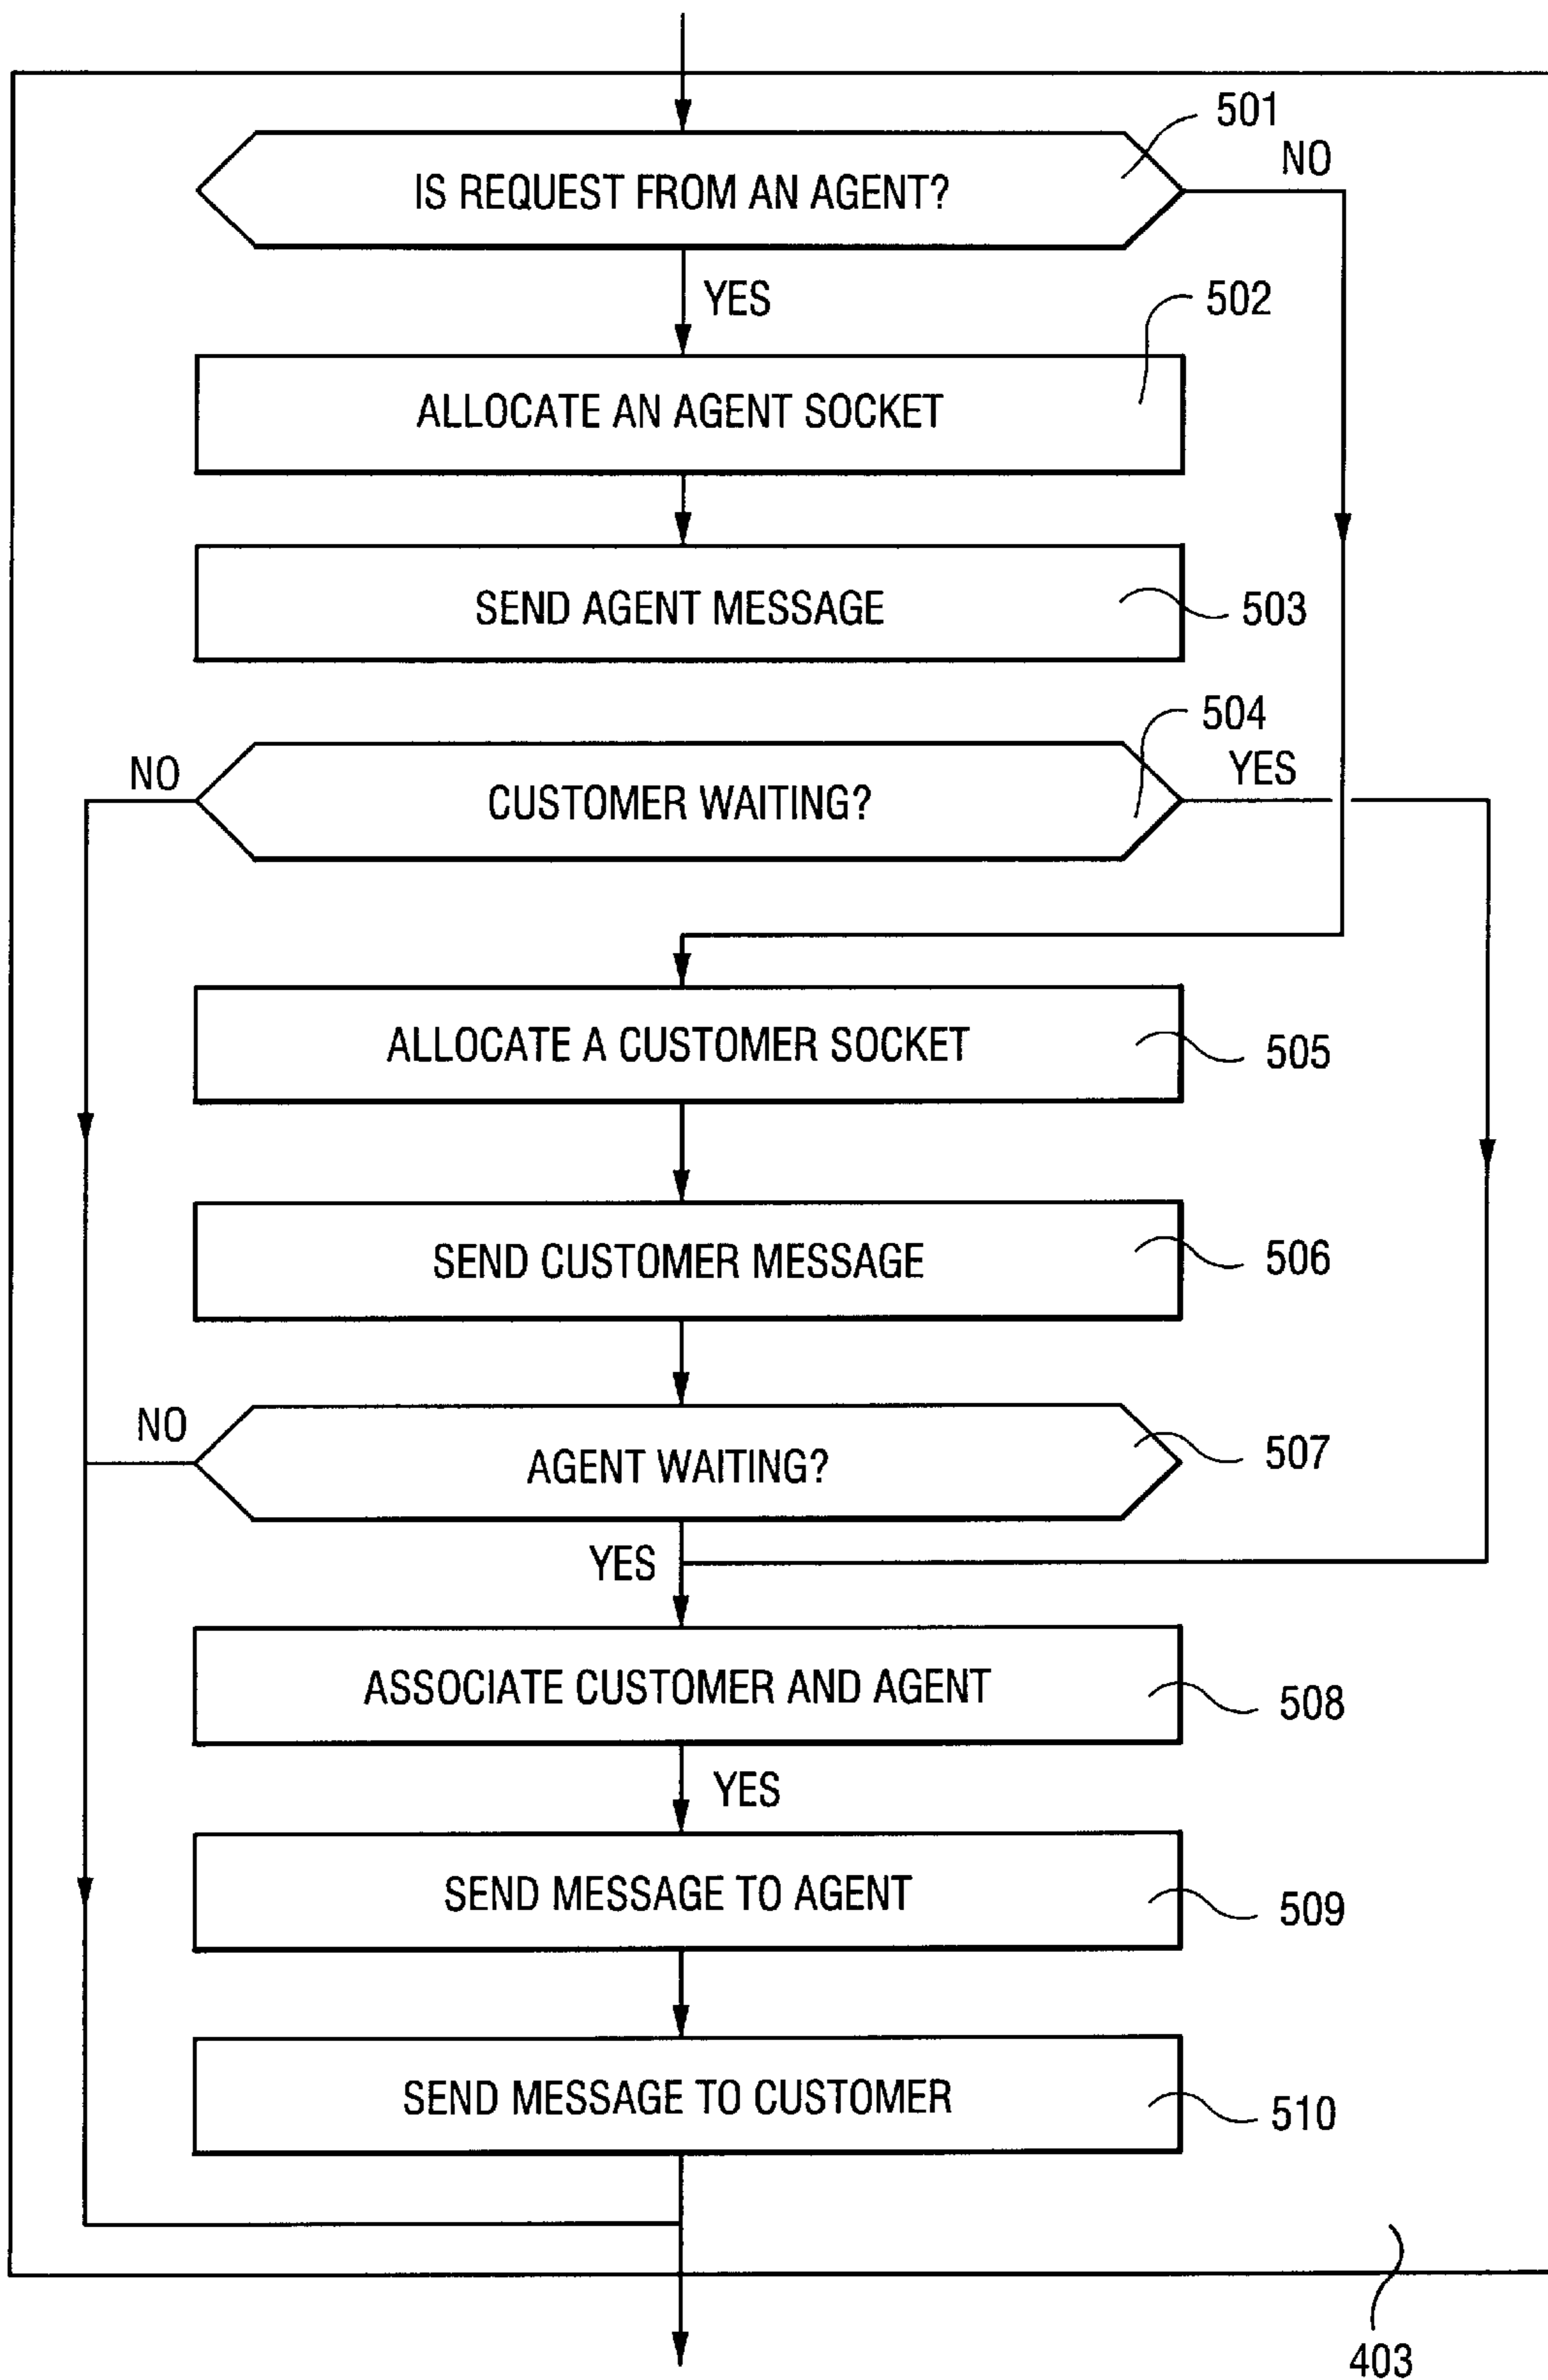 501
NO
IS REQUEST FROM AN AGENT?
YES
502
ALLOCATE AN AGENT SOCKET
SEND AGENT MESSAGE
503
504
NO
YES
CUSTOMER WAITING?
ALLOCATE A CUSTOMER SOCKET
505
SEND CUSTOMER MESSAGE
506
NO
AGENT WAITING?
507
YES
ASSOCIATE CUSTOMER AND AGENT
508
YES
SEND MESSAGE TO AGENT
509
SEND MESSAGE TO CUSTOMER
510
403